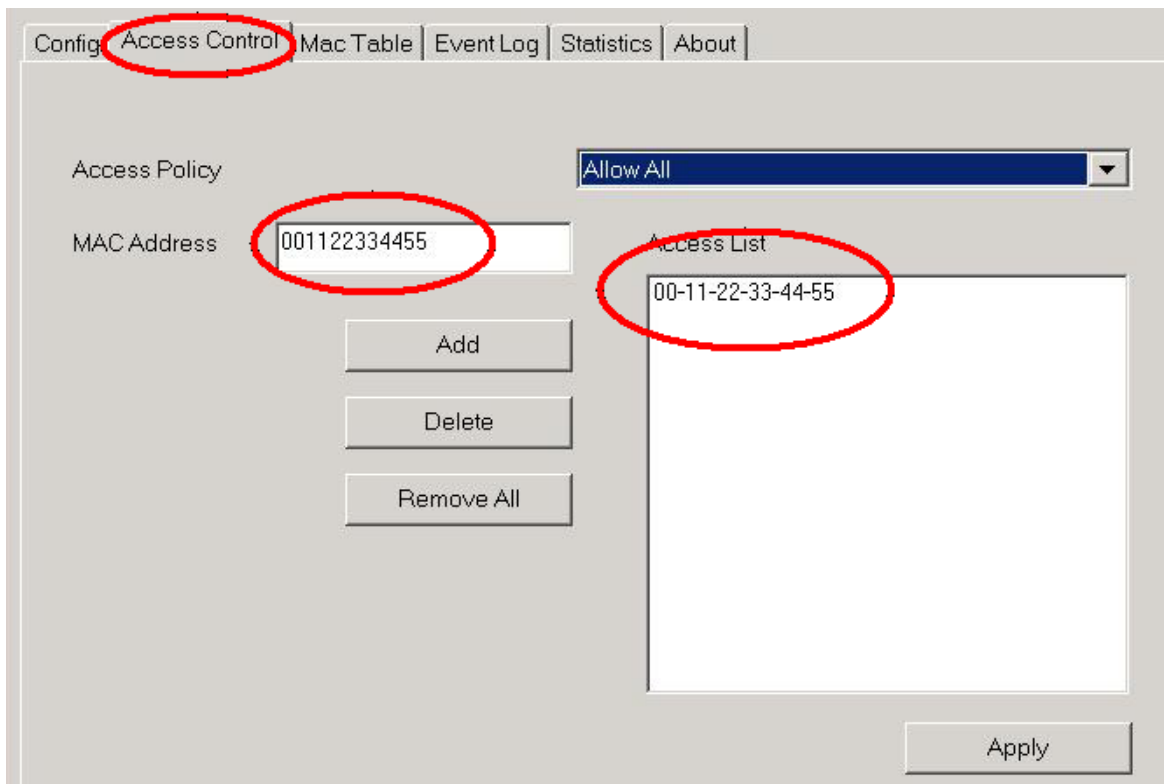 Config Access Control Mac Table Event Log Statistics About
Access Policy Allow All
MAC Address 001122334455
Access List
00-11-22-33-44-55
Add
Delete
Remove All
Apply